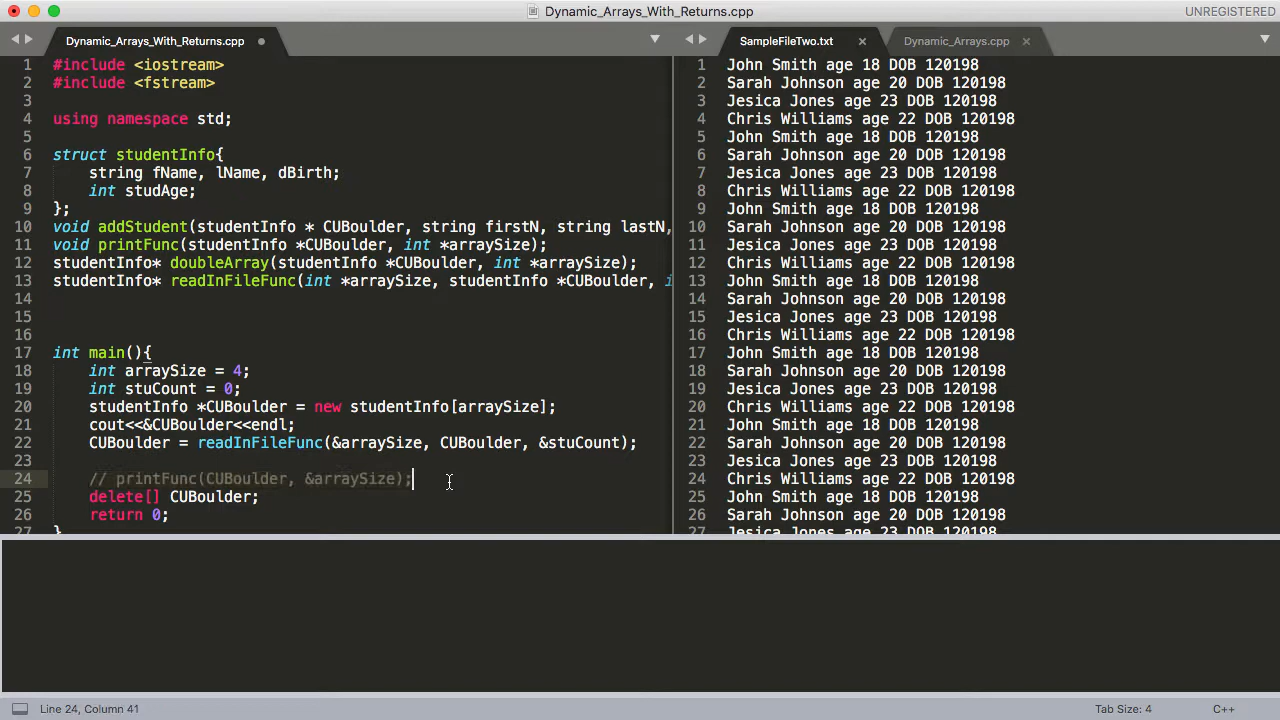 Dynamic_Arrays_With_Returns.cpp
UNREGISTERED
Dynamic_Arrays_With_Returns.cpp
1 #include <iostream>
2 #include <fstream>
3
4 using namespace std;
5
6 struct studentInfo{
7 string fName, lName, dBirth;
8 int studAge;
9 };
10 void addStudent(studentInfo * CUBoulder, string firstN, string lastN,
11 void printFunc(studentInfo *CUBoulder, int *arraySize);
12 studentInfo* doubleArray(studentInfo *CUBoulder, int *arraySize);
13 studentInfo* readInFileFunc(int *arraySize, studentInfo *CUBoulder, i
14
15
16
17 int main(){
18 int arraySize = 4;
19 int stuCount = 0;
20 studentInfo *CUBoulder = new studentInfo[arraySize];
21 cout<<&CUBoulder<<endl;
22 CUBoulder = readInFileFunc(&arraySize, CUBoulder, &stuCount);
23
24 // printFunc(CUBoulder, &arraySize);
25 delete[] CUBoulder;
26 return 0;
27 }
SampleFileTwo.txt
Dynamic_Arrays.cpp
1 John Smith age 18 DOB 120198
2 Sarah Johnson age 20 DOB 120198
3 Jesica Jones age 23 DOB 120198
4 Chris Williams age 22 DOB 120198
5 John Smith age 18 DOB 120198
6 Sarah Johnson age 20 DOB 120198
7 Jesica Jones age 23 DOB 120198
8 Chris Williams age 22 DOB 120198
9 John Smith age 18 DOB 120198
10 Sarah Johnson age 20 DOB 120198
11 Jesica Jones age 23 DOB 120198
12 Chris Williams age 22 DOB 120198
13 John Smith age 18 DOB 120198
14 Sarah Johnson age 20 DOB 120198
15 Jesica Jones age 23 DOB 120198
16 Chris Williams age 22 DOB 120198
17 John Smith age 18 DOB 120198
18 Sarah Johnson age 20 DOB 120198
19 Jesica Jones age 23 DOB 120198
20 Chris Williams age 22 DOB 120198
21 John Smith age 18 DOB 120198
22 Sarah Johnson age 20 DOB 120198
23 Jesica Jones age 23 DOB 120198
24 Chris Williams age 22 DOB 120198
25 John Smith age 18 DOB 120198
26 Sarah Johnson age 20 DOB 120198
27 Jesica Jones age 23 DOB 120198
Line 24, Column 41
Tab Size: 4
C++